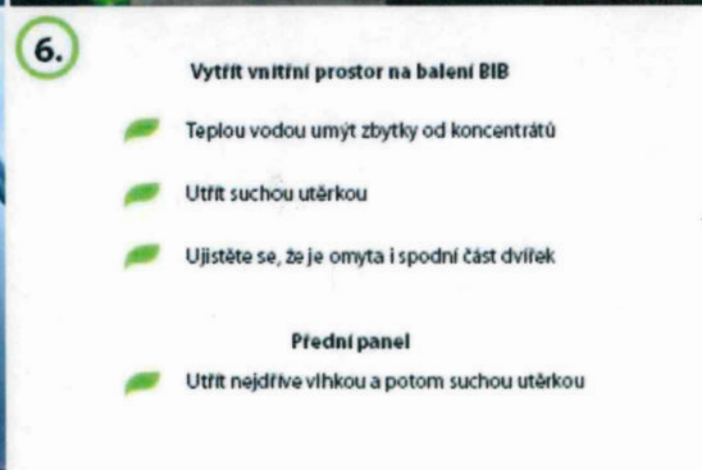 6.
Vytřít vnitřní prostor na balení BIB
Teplou vodou umýt zbytky od koncentrátů
Utřít suchou utěrkou
Ujistěte se, že je omyta i spodní část dvířek
Přední panel
Utřít nejdříve vlhkou a potom suchou utěrkou